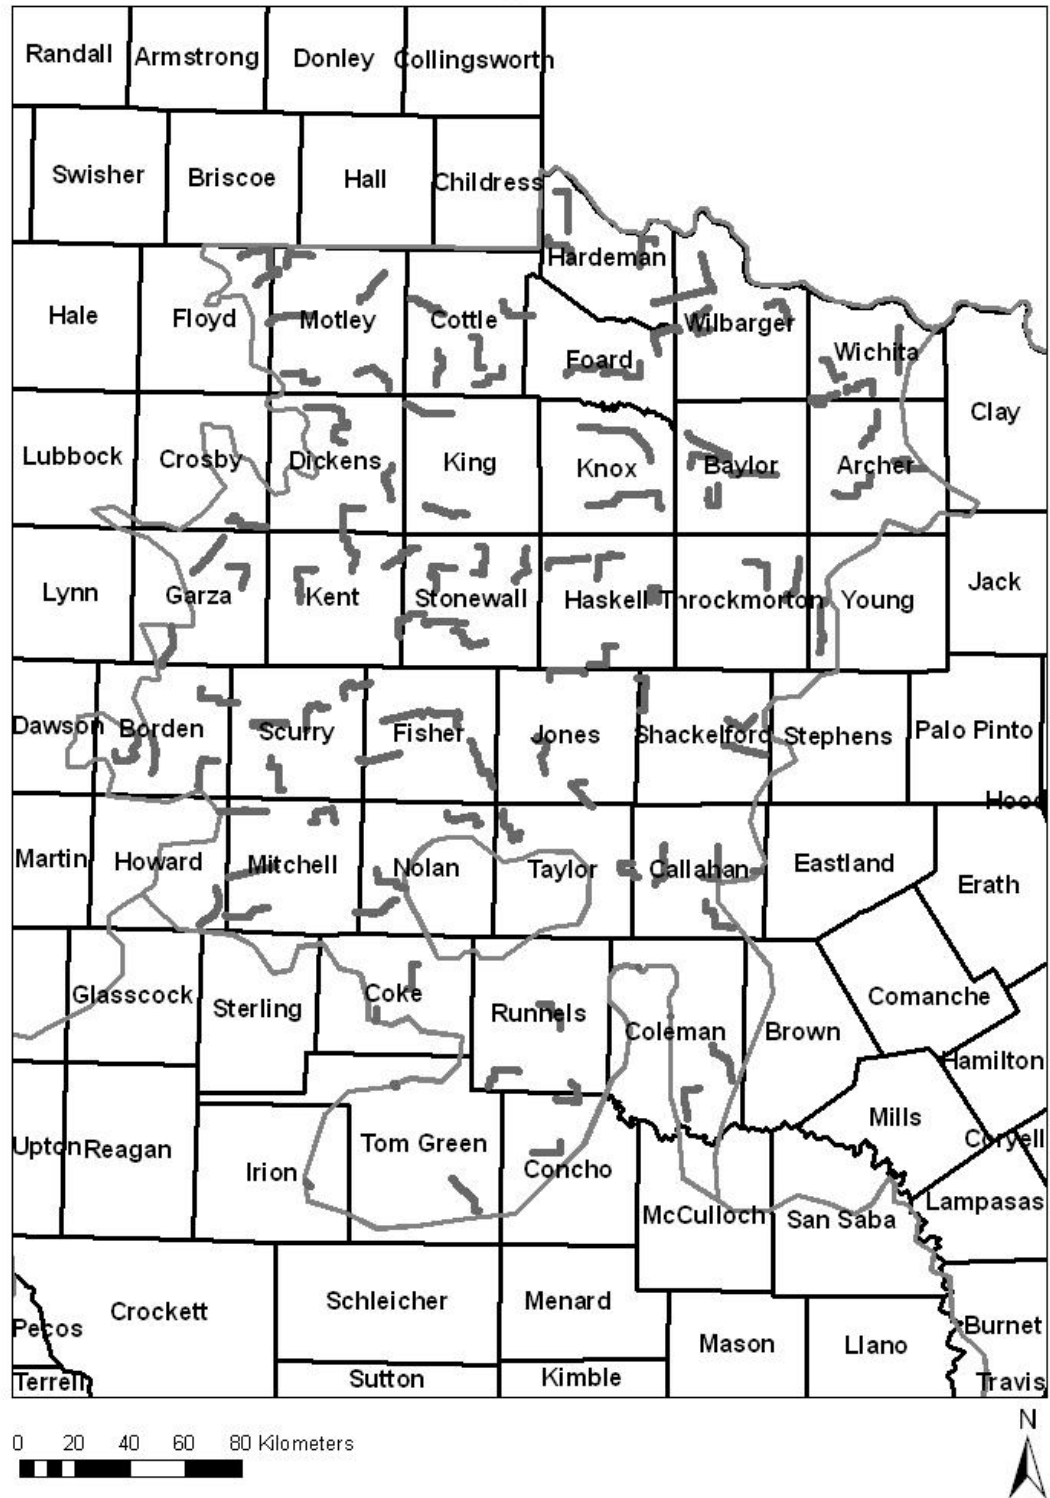 Randall Armstrong Donley Collingsworth
Swisher Briscoe Hall Childress
Hardeman
Hale Floyd Motley Cottle Wilbarger
Foard Wichita
Clay
Lubbock Crosby Dickens King Knox Baylor Archer
Lynn Garza Kent Stonewall Haskell Throckmorton Young Jack
Dawson Borden Scurry Fisher Jones Shackelford Stephens Palo Pinto
Hood
Martin Howard Mitchell Nolan Taylor Callahan Eastland
Erath
Glasscock Sterling Coke Runnels Coleman Brown Comanche
Hamilton
Upton Reagan Irion Tom Green Concho Mills Coryell
McCulloch San Saba Lampasas
Crockett Schleicher Menard
Pecos Mason Llano Burnet
Terrell Sutton Kimble Travis
N
0 20 40 60 80 Kilometers